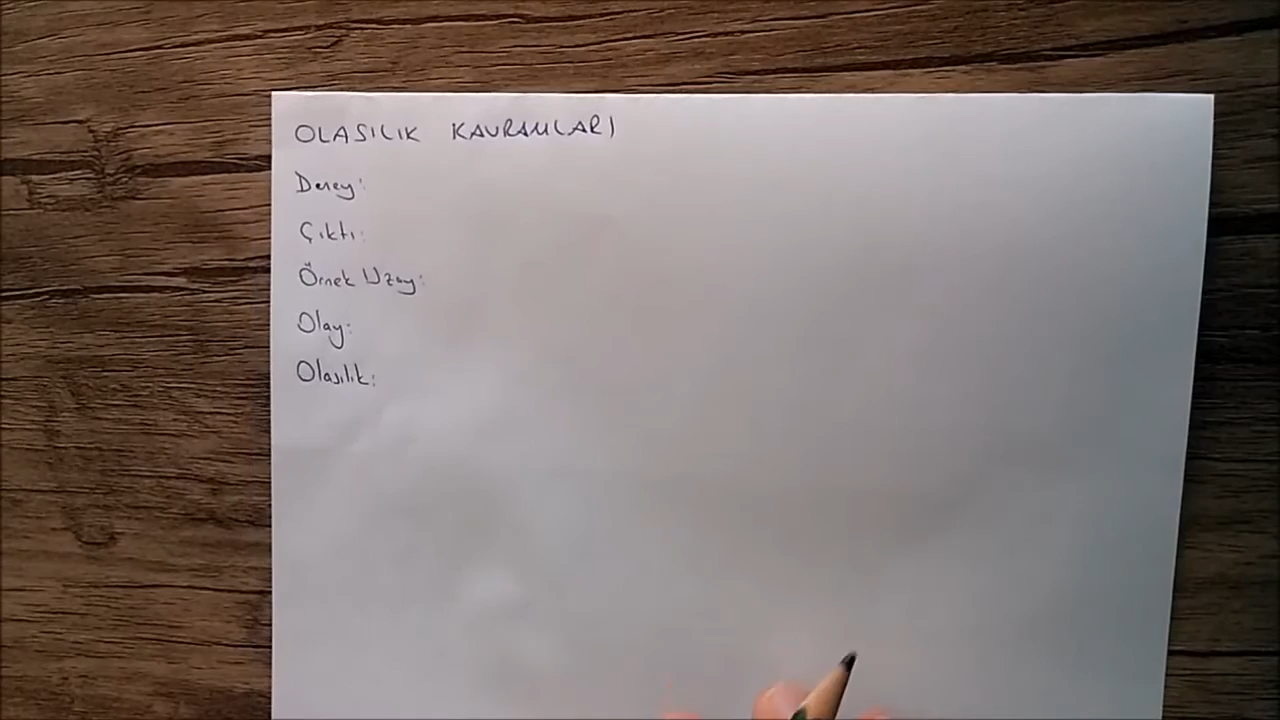 OLASILIK KAVRAMLARI
Deney:
Çıktı:
Örnek Uzay:
Olay:
Olasılık: